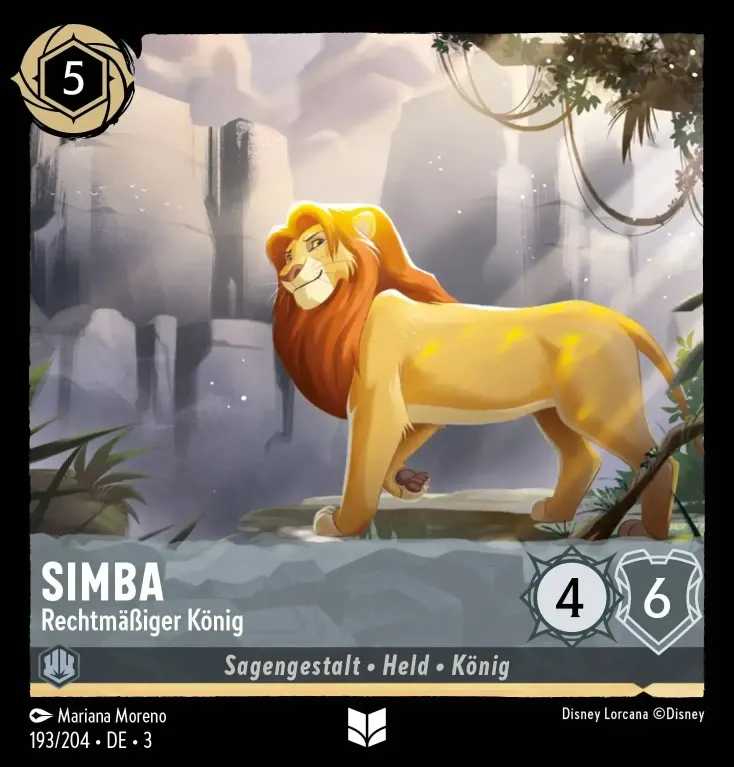 5
SIMBA
Rechtmäßiger König
4
6
Sagengestalt • Held • König
Mariana Moreno
Disney Lorcana ©Disney
193/204 • DE • 3